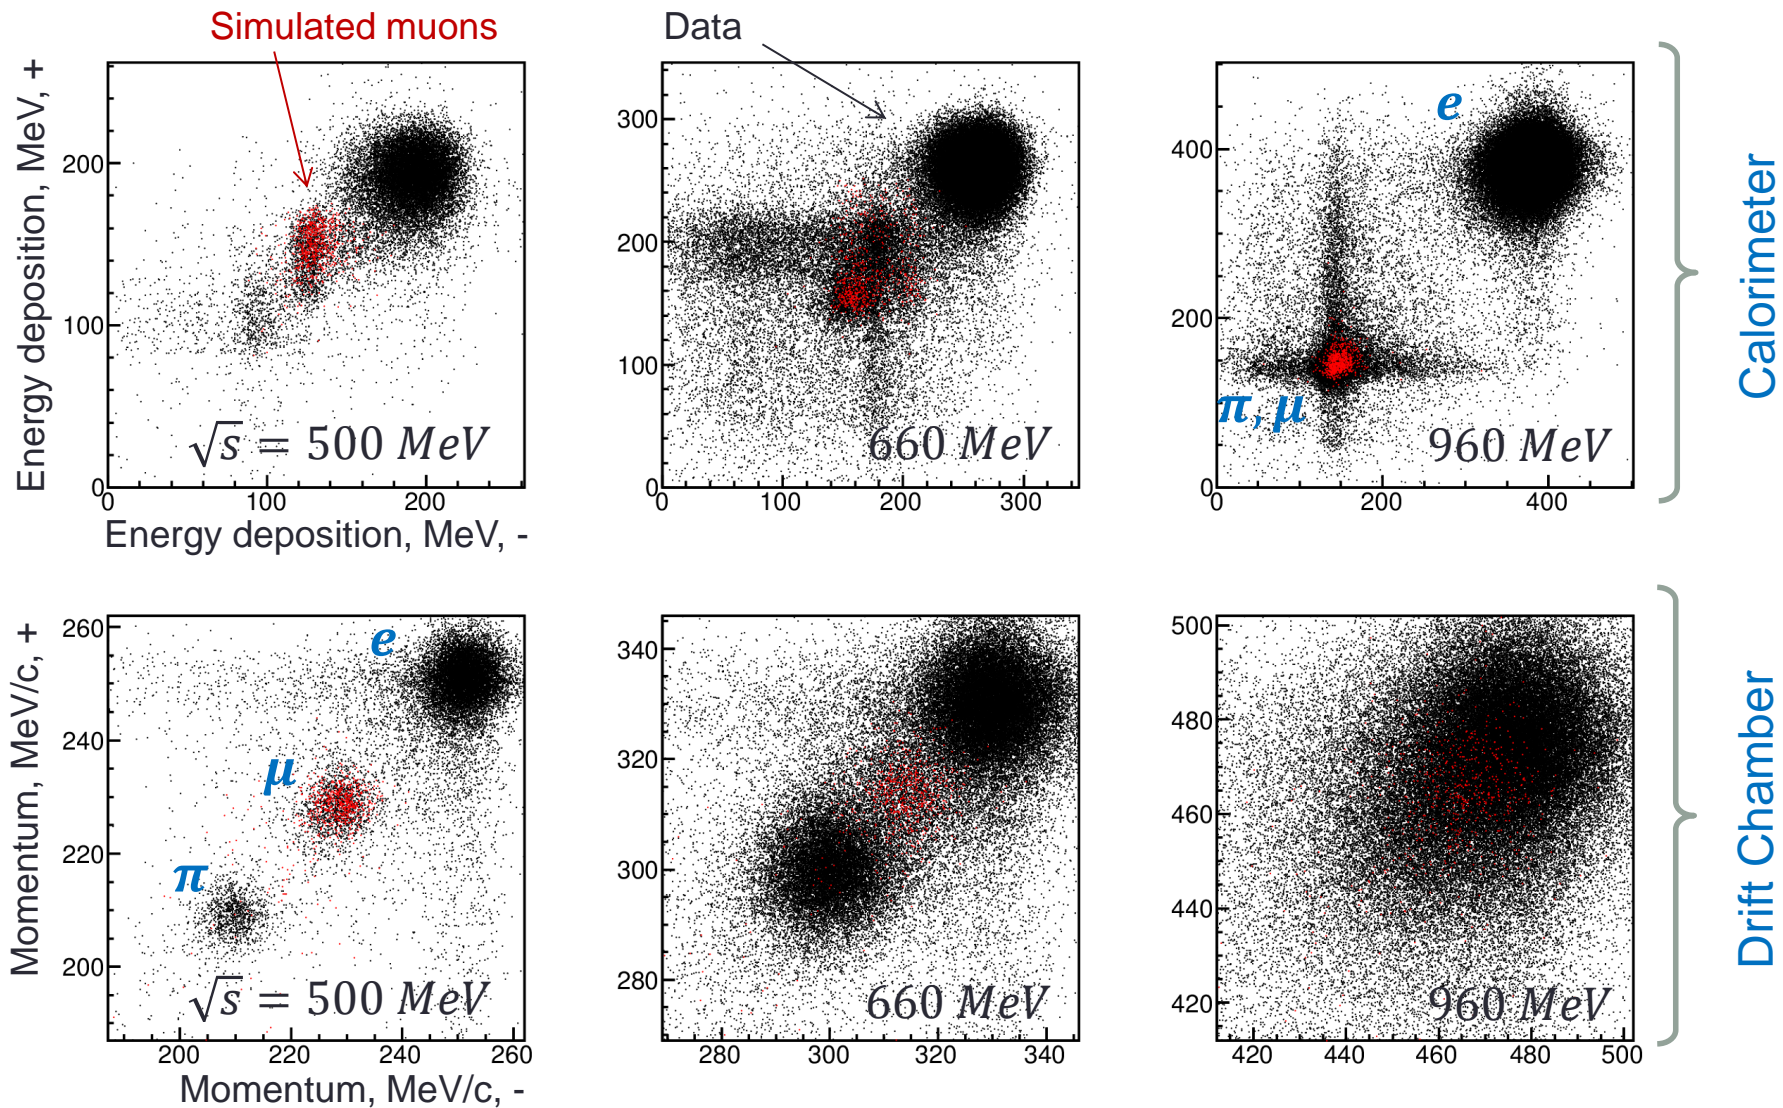 Simulated muons
Data
Energy deposition, MeV, +
200
100
0
0 100 200
Energy deposition, MeV, -
√s = 500 MeV
300
200
100
0
0 100 200 300
660 MeV
e
π, μ
400
200
0
0 200 400
960 MeV
Calorimeter
Momentum, MeV/c, +
260
240
220
200
200 220 240 260
Momentum, MeV/c, -
e
μ
π
√s = 500 MeV
340
320
300
280
280 300 320 340
660 MeV
500
480
460
440
420
420 440 460 480 500
960 MeV
Drift Chamber